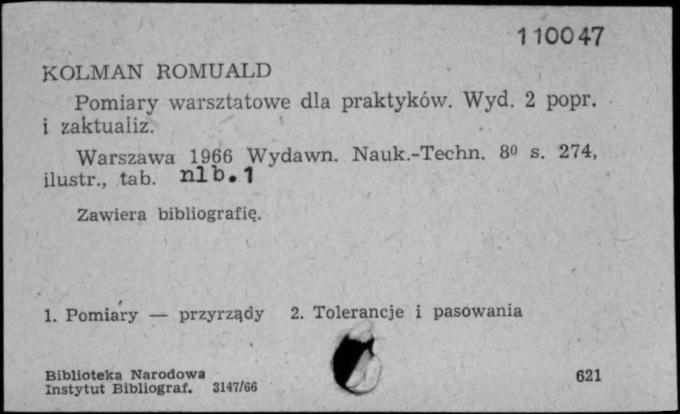 110047
KOLMAN ROMUALD
Pomiary warsztatowe dla praktyków. Wyd. 2 popr.
i zaktualiz.
Warszawa 1966 Wydawn. Nauk.-Techn. 8⁰ s. 274,
ilustr., tab. nlb.1
Zawiera bibliografię.
1. Pomiary — przyrządy 2. Tolerancje i pasowania
Biblioteka Narodowa
Instytut Bibliograf. 3147/66
621